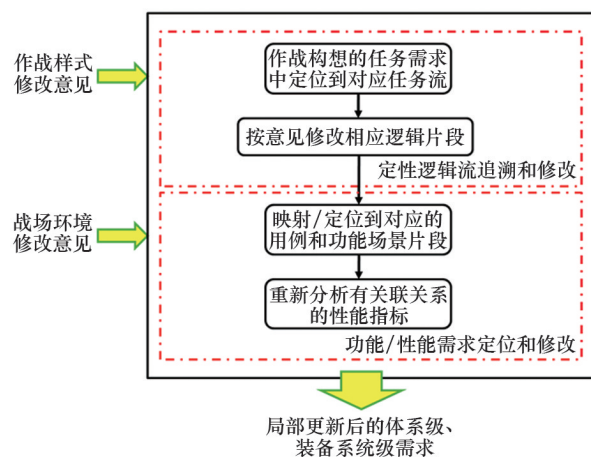 作战样式
修改意见
作战构想的任务需求
中定位到对应任务流
按意见修改相应逻辑片段
定性逻辑流追溯和修改
战场环境
修改意见
映射/定位到对应的
用例和功能场景片段
重新分析有关联关系
的性能指标
功能/性能需求定位和修改
局部更新后的体系级、
装备系统级需求